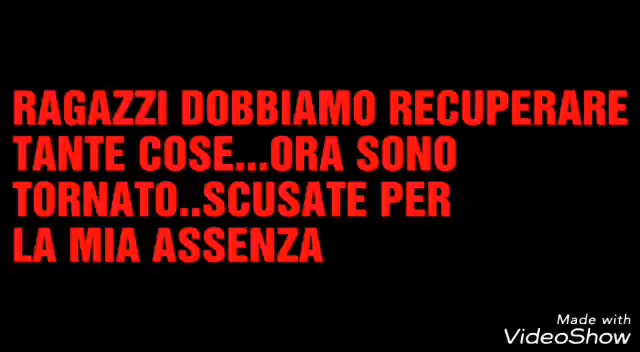 RAGAZZI DOBBIAMO RECUPERARE
TANTE COSE...ORA SONO
TORNATO..SCUSATE PER
LA MIA ASSENZA
Made with
VideoShow